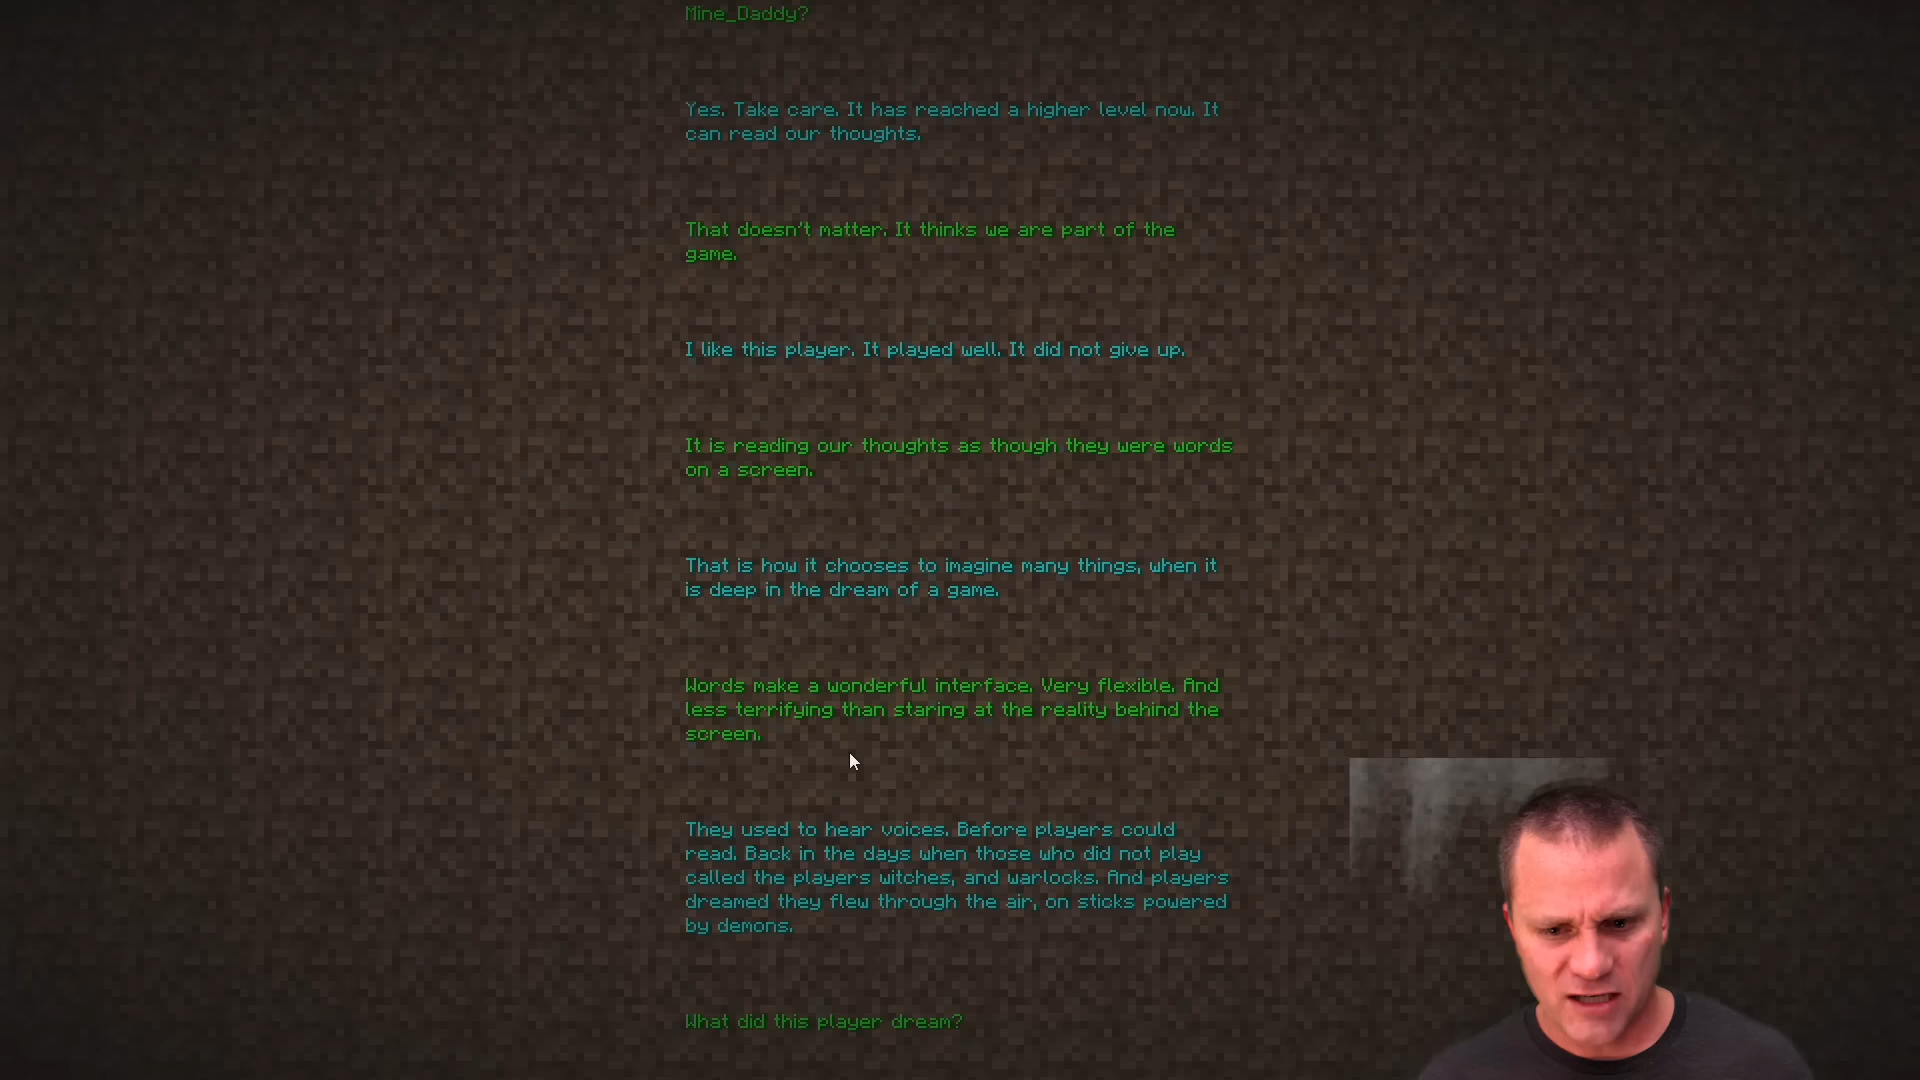 Mine_Daddy?
Yes. Take care. It has reached a higher level now. It
can read our thoughts.
That doesn't matter. It thinks we are part of the
game.
I like this player. It played well. It did not give up.
It is reading our thoughts as though they were words
on a screen.
That is how it chooses to imagine many things, when it
is deep in the dream of a game.
Words make a wonderful interface. Very flexible. And
less terrifying than staring at the reality behind the
screen.
They used to hear voices. Before players could
read. Back in the days when those who did not play
called the players witches, and warlocks. And players
dreamed they flew through the air, on sticks powered
by demons.
What did this player dream?